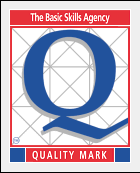 The Basic Skills Agency
Q
QUALITY MARK